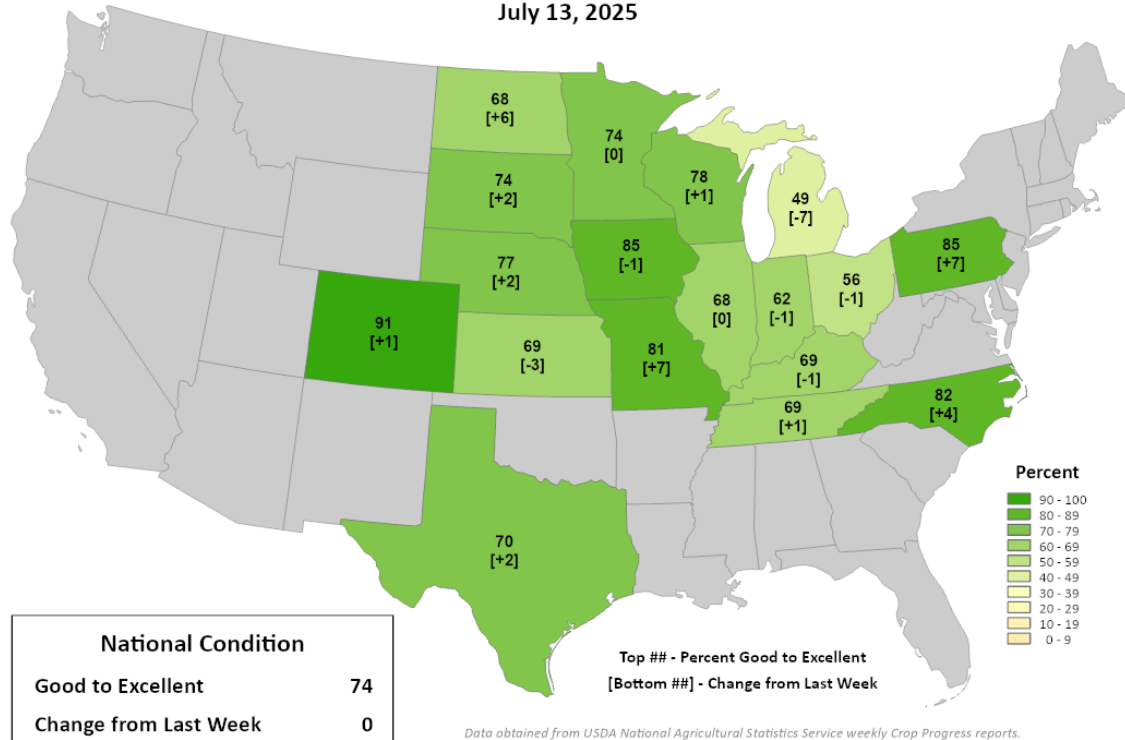 July 13, 2025
68
[+6]
74
[0]
74
[+2]
78
[+1]
49
[-7]
77
[+2]
85
[-1]
85
[+7]
91
[+1]
69
[-3]
81
[+7]
68
[0]
62
[-1]
56
[-1]
69
[-1]
69
[+1]
82
[+4]
70
[+2]
Percent
90 - 100
80 - 89
70 - 79
60 - 69
50 - 59
40 - 49
30 - 39
20 - 29
10 - 19
0 - 9
National Condition
Good to Excellent 74
Change from Last Week 0
Top ## - Percent Good to Excellent
[Bottom ##] - Change from Last Week
Data obtained from USDA National Agricultural Statistics Service weekly Crop Progress reports.